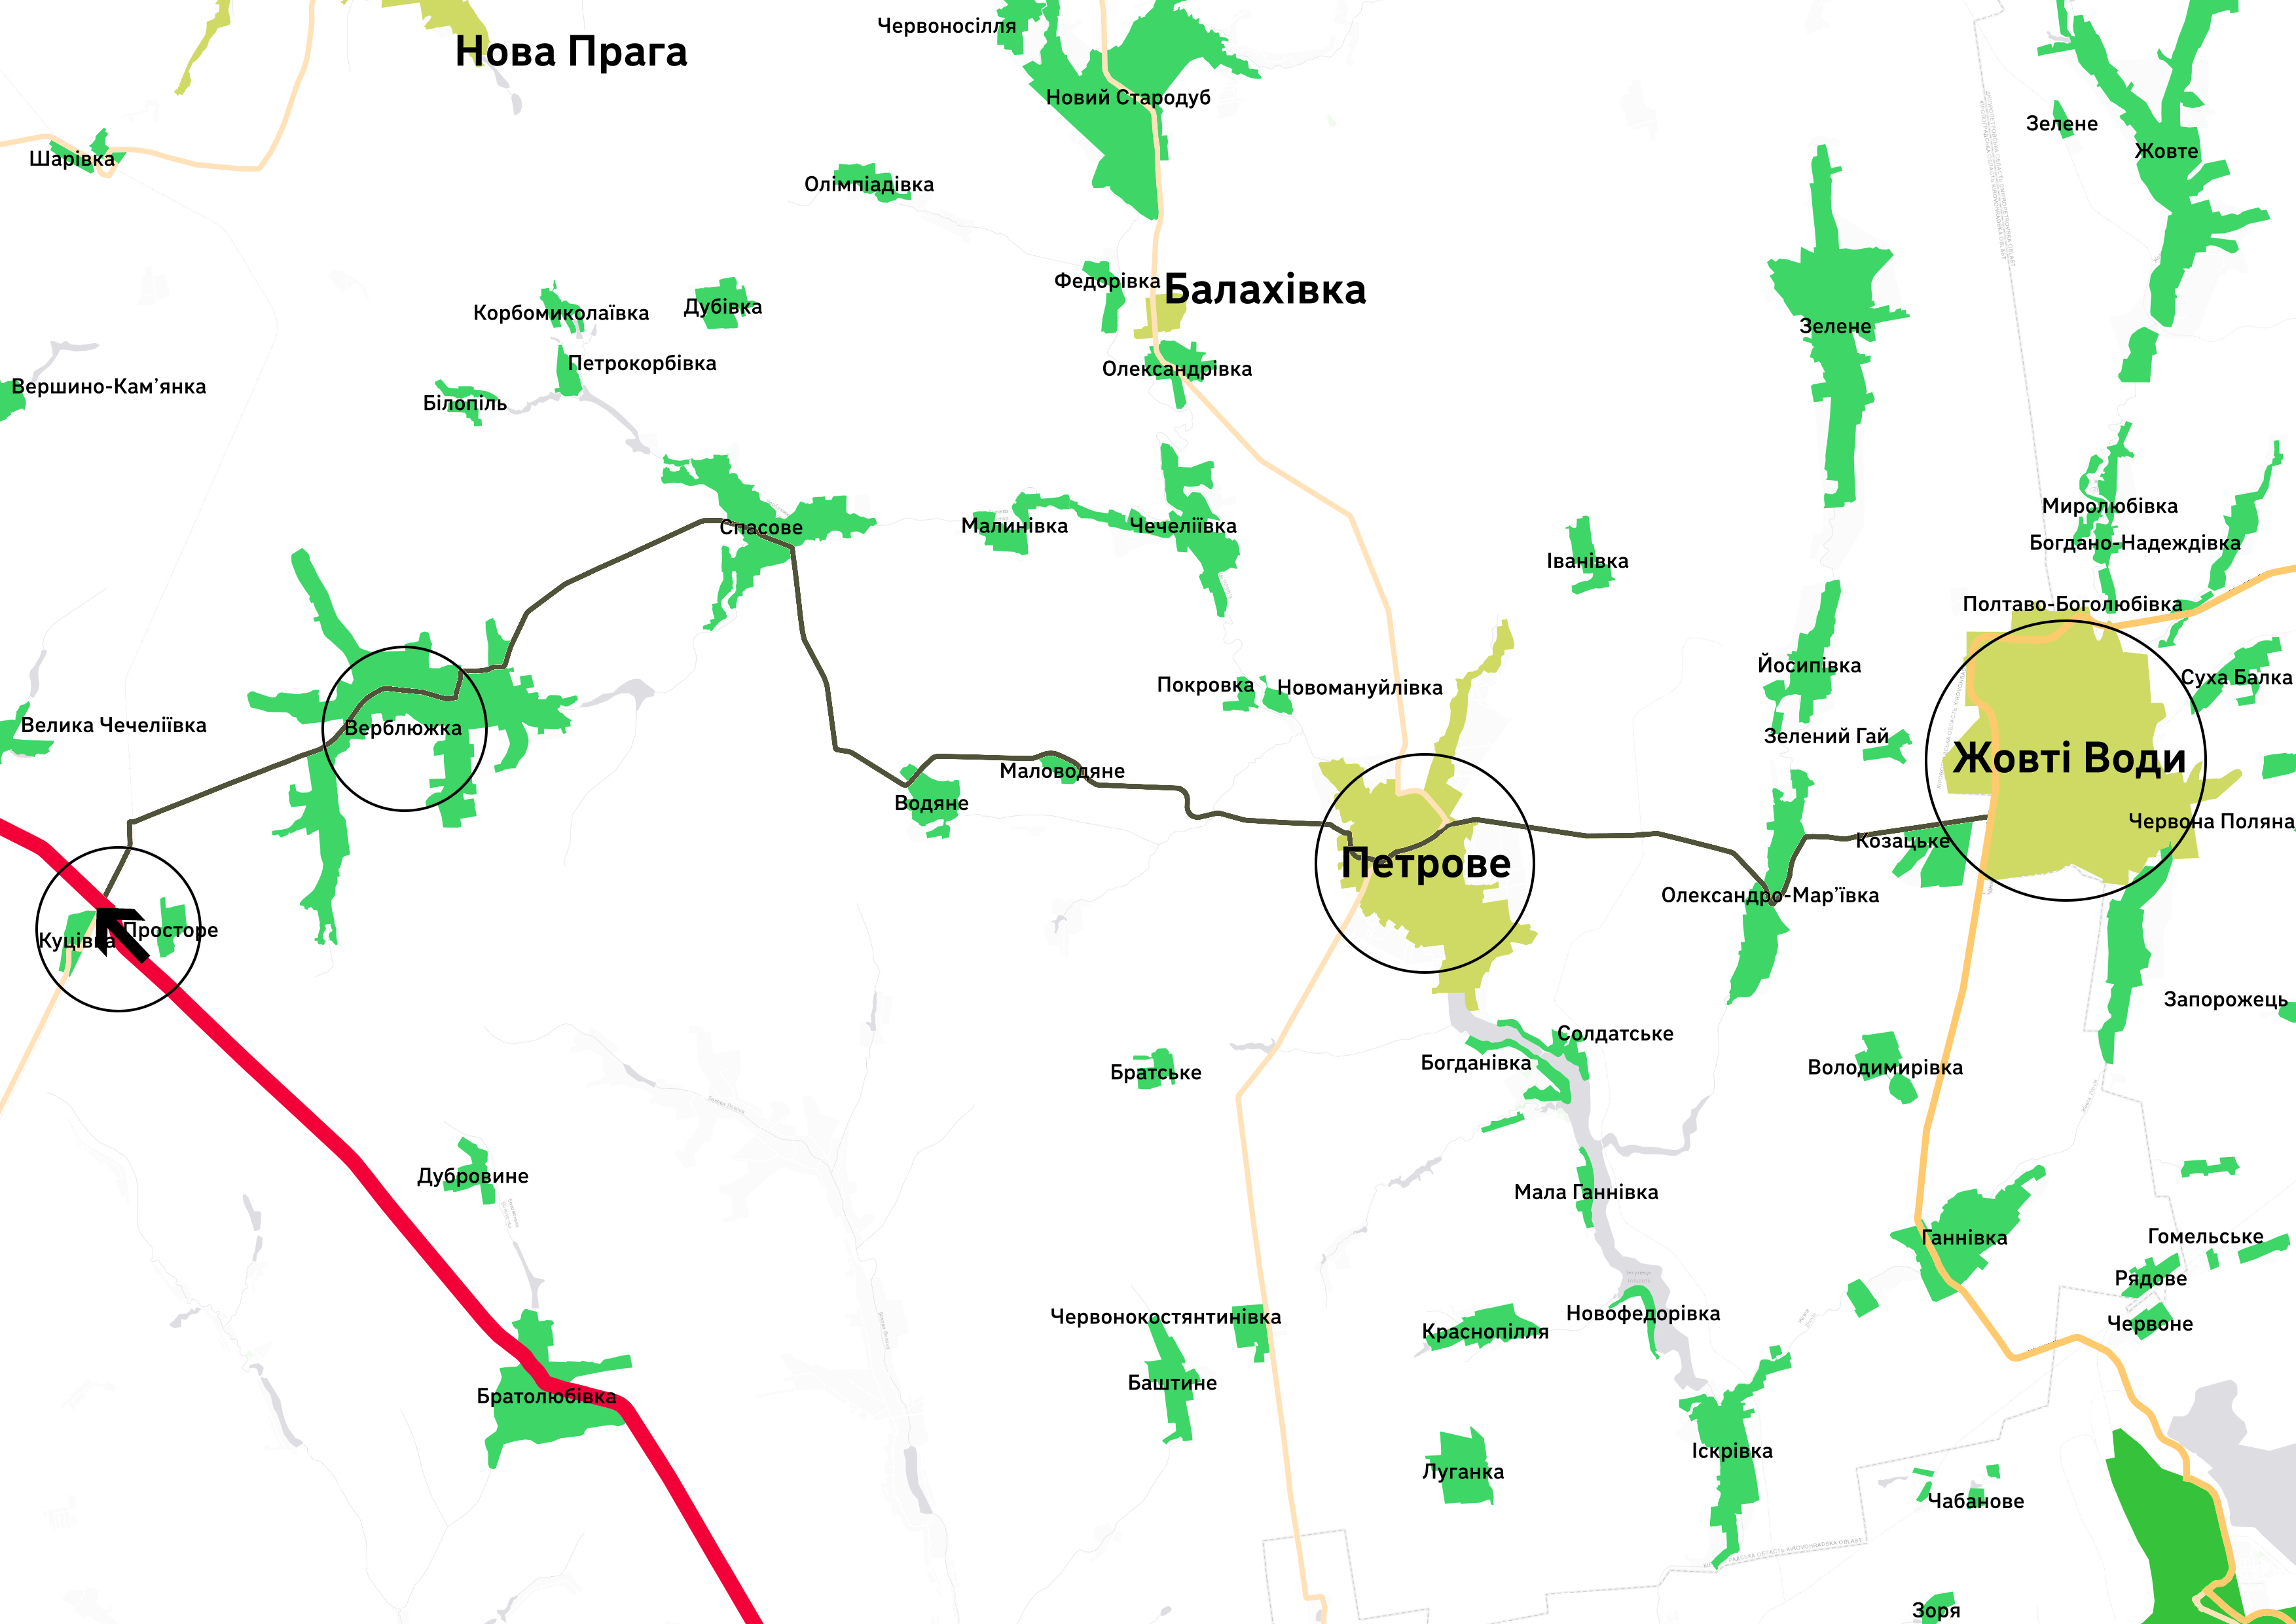 Червоносілля
Нова Прага
Новий Стародуб
Зелене
Жовте
Шарівка
Олімпіадівка
Федорівка
Балахівка
Корбомиколаївка
Дубівка
Зелене
Петрокорбівка
Олександрівка
Вершино-Кам’янка
Білопіль
Миролюбівка
Спасове
Малинівка
Чечеліївка
Богдано-Надеждівка
Іванівка
Полтаво-Боголюбівка
Йосипівка
Суха Балка
Покровка
Новомануйлівка
Велика Чечеліївка
Верблюжка
Зелений Гай
Жовті Води
Маловодяне
Водяне
Червона Поляна
Козацьке
Петрове
Олександро-Мар’ївка
Куцівка
Просторе
Запорожець
Солдатське
Богданівка
Братське
Володимирівка
Дубровине
Мала Ганнівка
Ганнівка
Гомельське
Рядове
Червонокостянтинівка
Новофедорівка
Червоне
Краснопілля
Баштине
Братолюбівка
Іскрівка
Луганка
Чабанове
Зоря